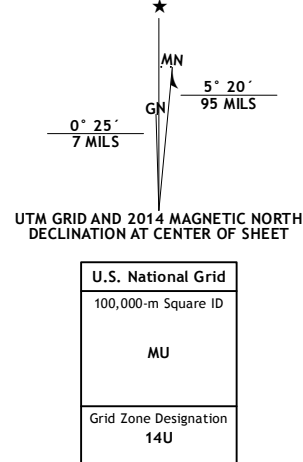 ★
MN
5° 20´
95 MILS
GN
0° 25´
7 MILS
UTM GRID AND 2014 MAGNETIC NORTH
DECLINATION AT CENTER OF SHEET
U.S. National Grid
100,000-m Square ID
MU
Grid Zone Designation
14U